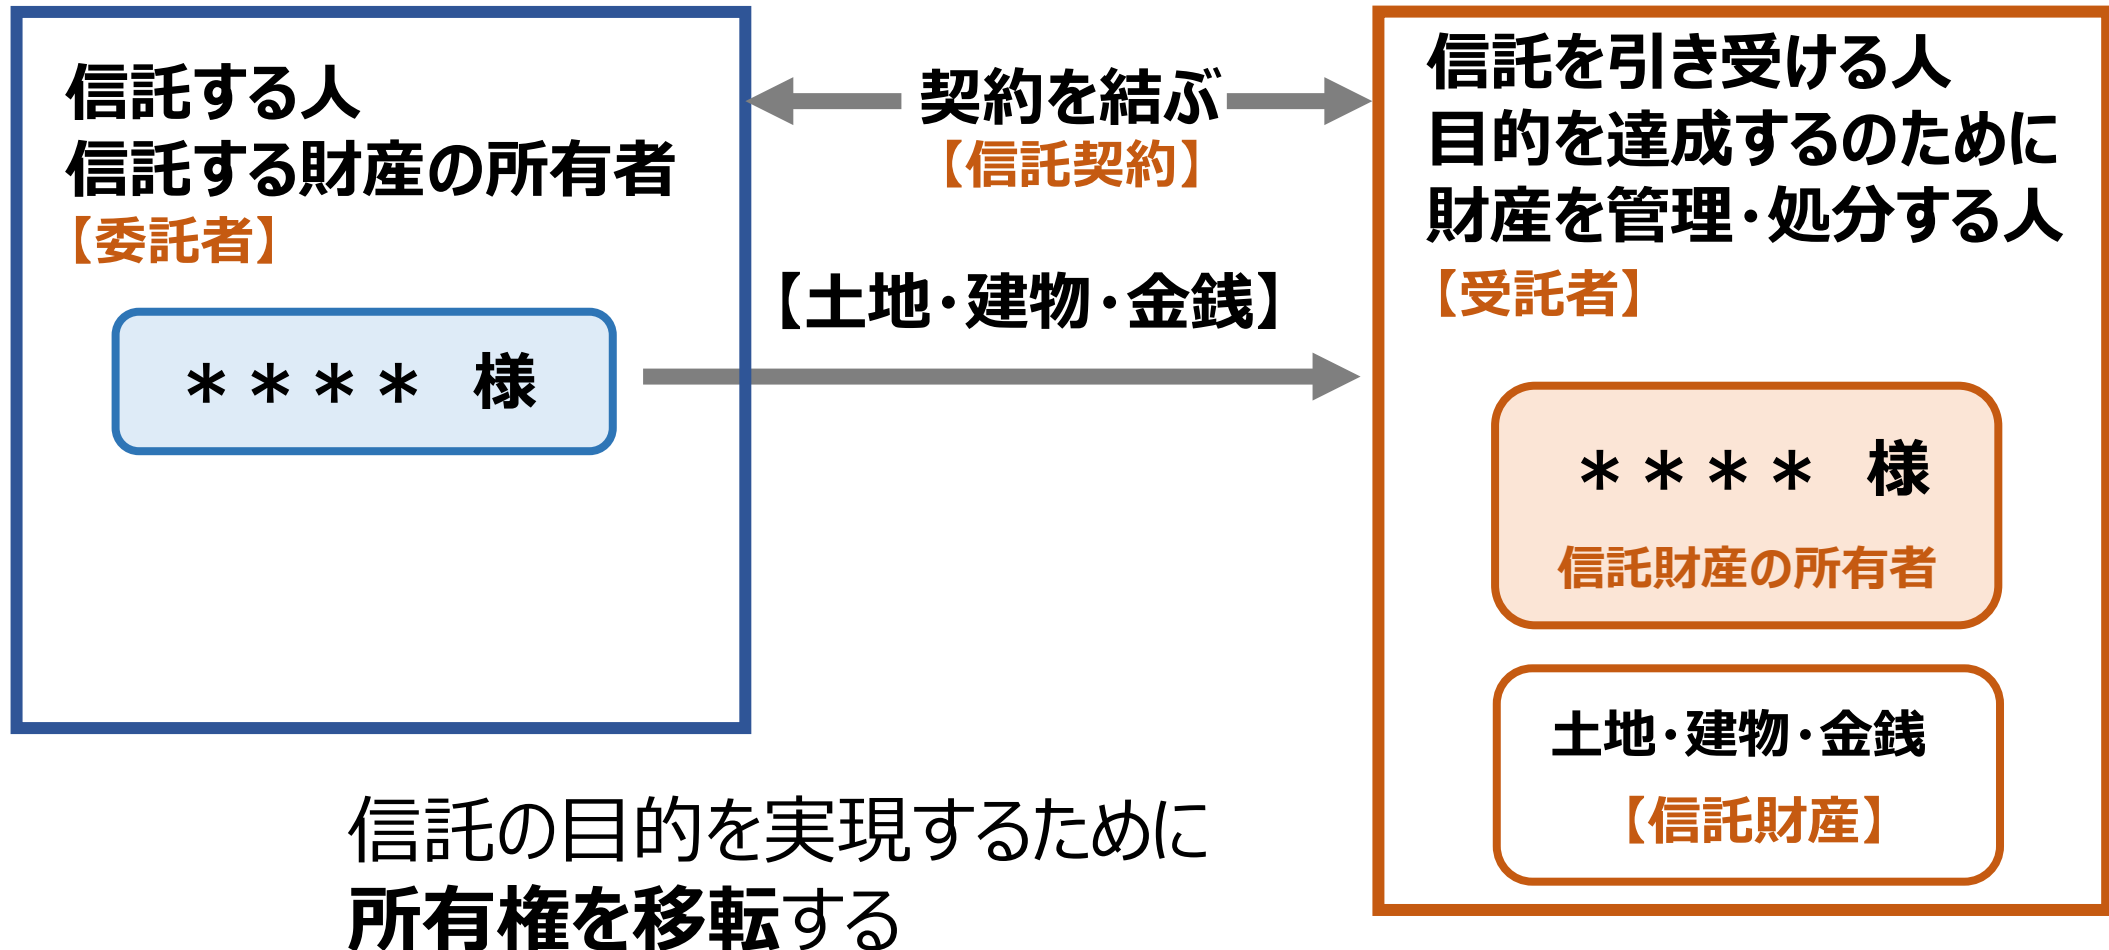 信託する人
信託する財産の所有者
【委託者】
＊＊＊＊ 様
契約を結ぶ
【信託契約】
【土地・建物・金銭】
信託を引き受ける人
目的を達成するのために
財産を管理・処分する人
【受託者】
＊＊＊＊ 様
信託財産の所有者
土地・建物・金銭
【信託財産】
信託の目的を実現するために
所有権を移転する